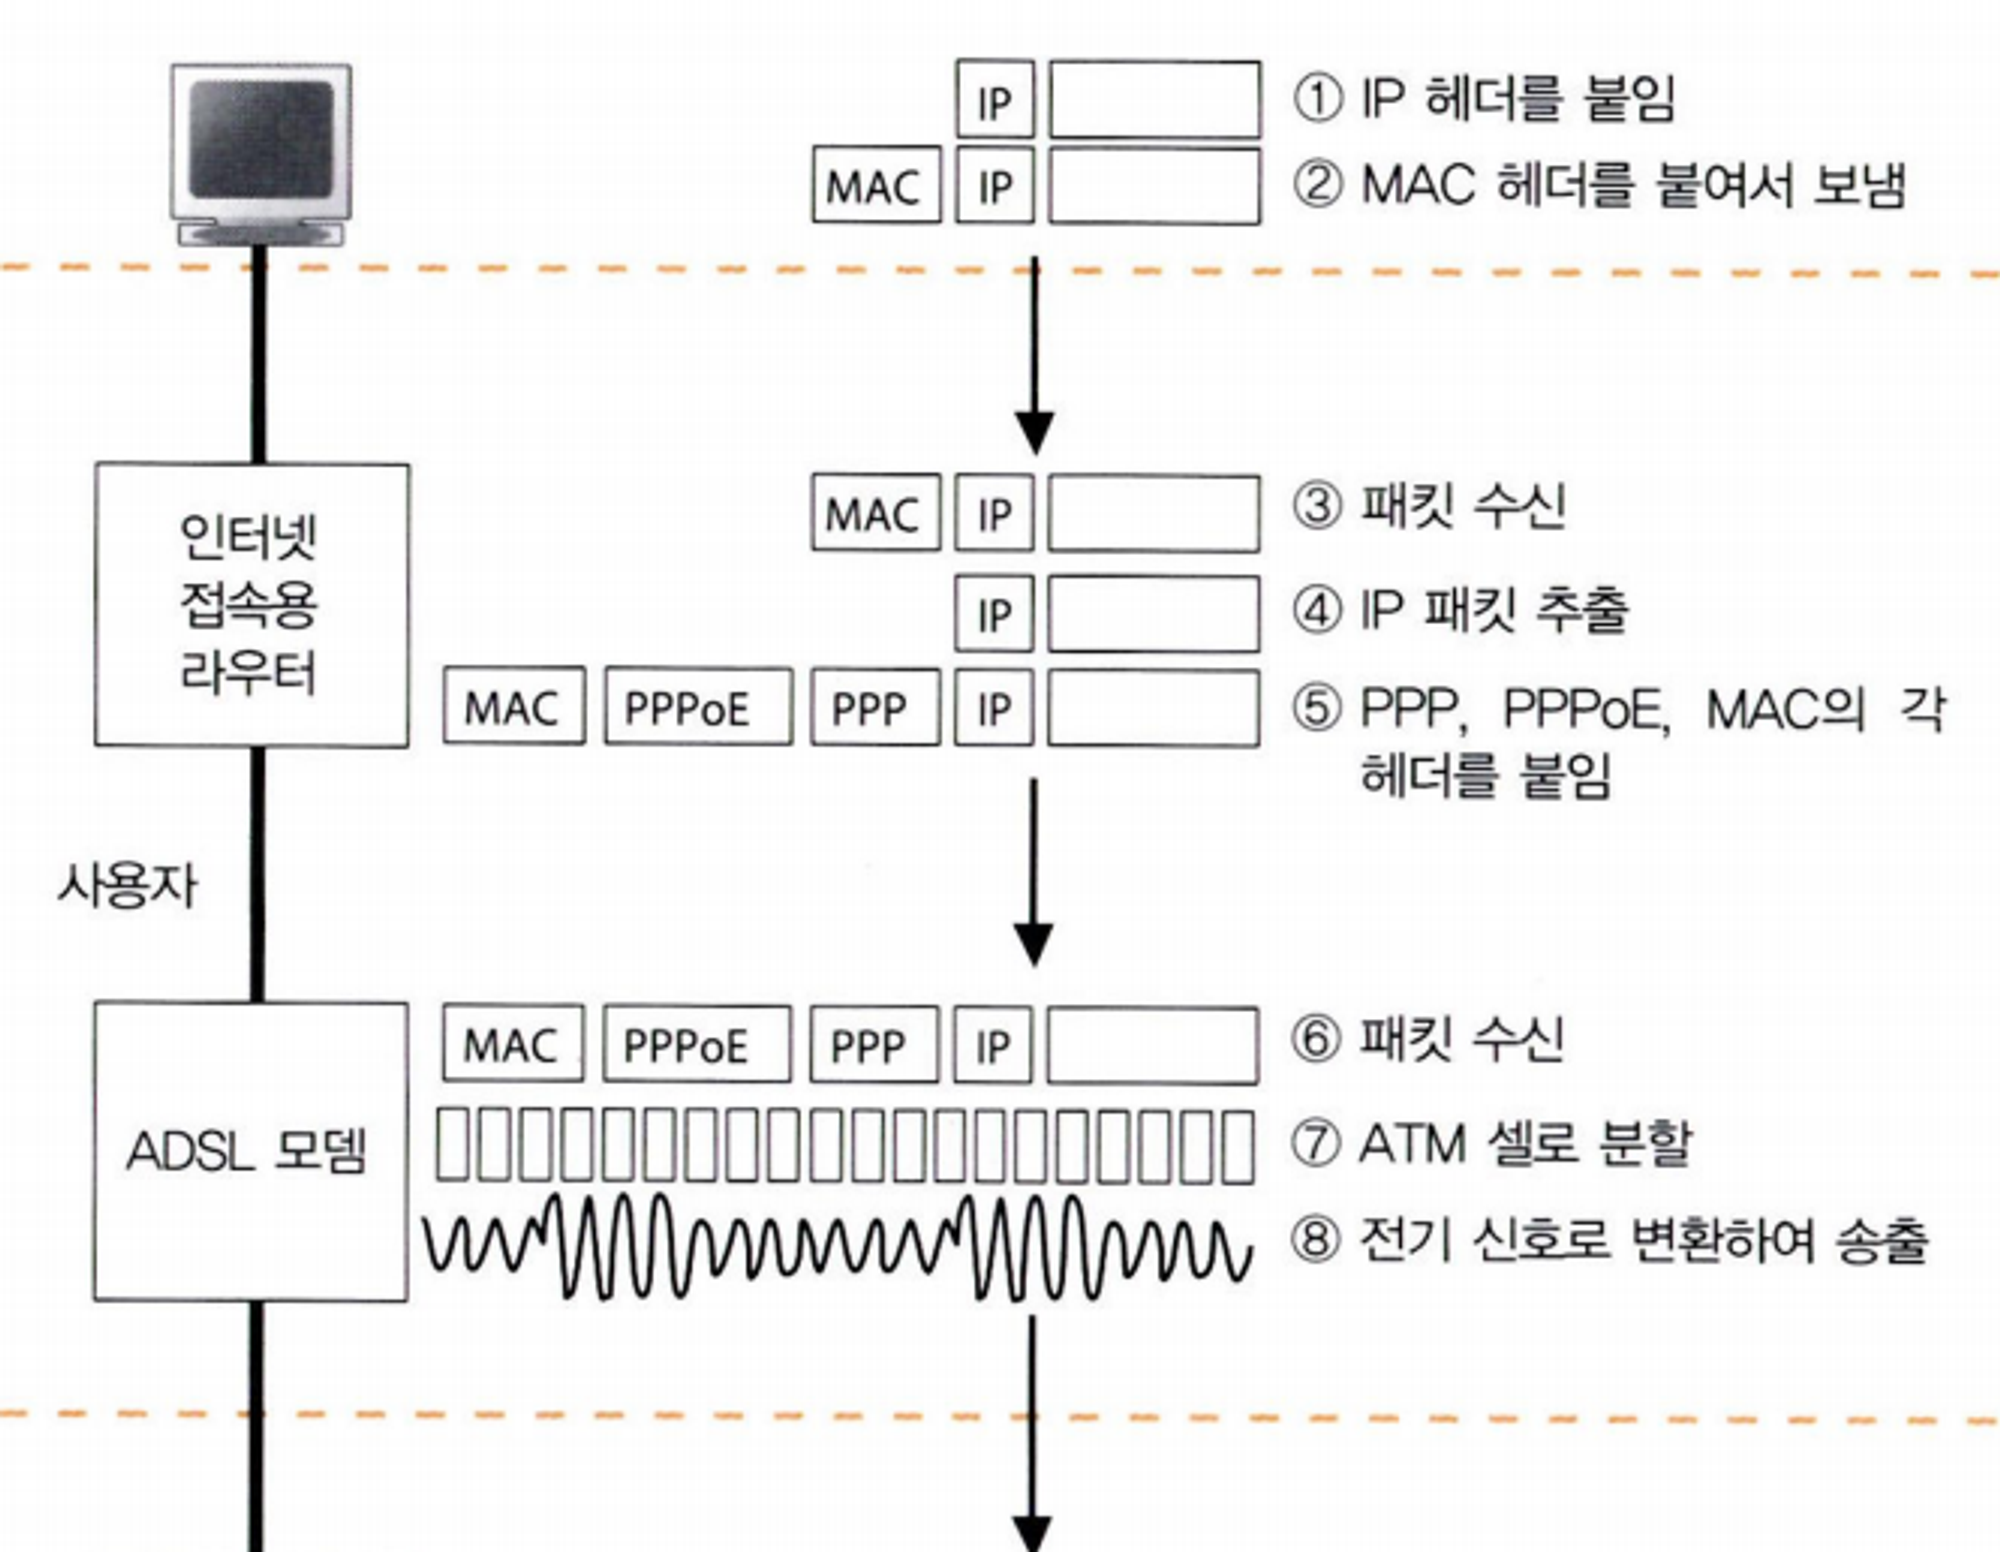 IP
① IP 헤더를 붙임
MAC IP
② MAC 헤더를 붙여서 보냄
인터넷
접속용
라우터
MAC IP
③ 패킷 수신
IP
④ IP 패킷 추출
MAC PPPoE PPP IP
⑤ PPP, PPPoE, MAC의 각
헤더를 붙임
사용자
ADSL 모뎀
MAC PPPoE PPP IP
⑥ 패킷 수신
⑦ ATM 셀로 분할
⑧ 전기 신호로 변환하여 송출